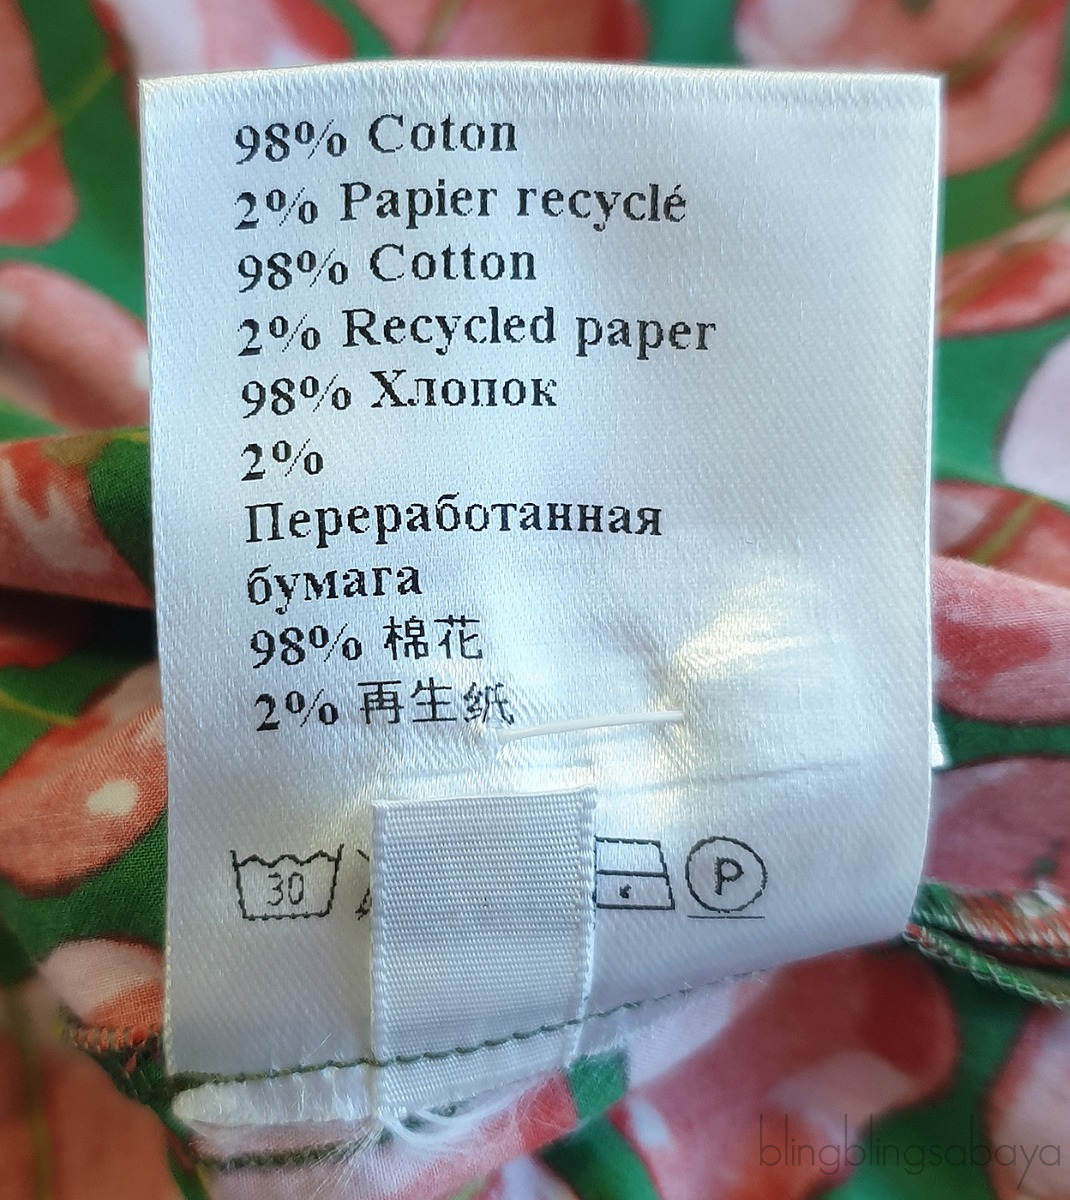 98% Coton
2% Papier recyclé
98% Cotton
2% Recycled paper
98% Хлопок
2%
Переработанная
бумага
98% 棉花
2% 再生纸
30
P
blingblingsabaya